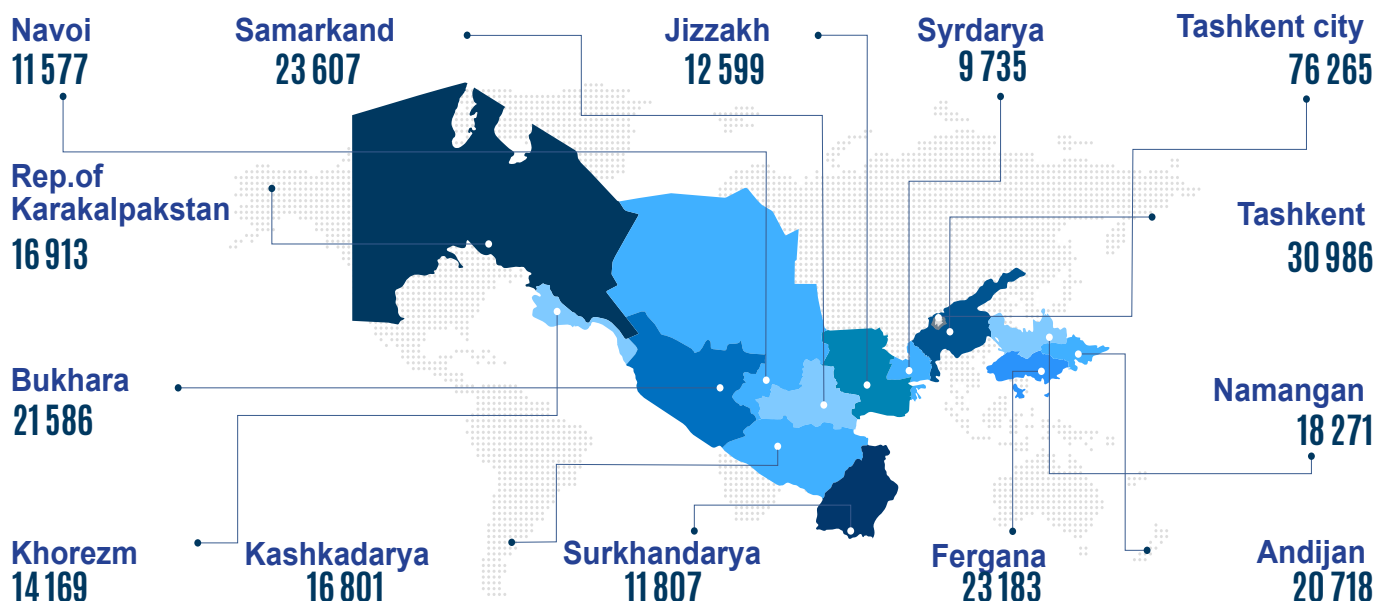 Navoi
11 577
Samarkand
23 607
Jizzakh
12 599
Syrdarya
9 735
Tashkent city
76 265
Rep.of
Karakalpakstan
16 913
Tashkent
30 986
Bukhara
21 586
Namangan
18 271
Khorezm
14 169
Kashkadarya
16 801
Surkhandarya
11 807
Fergana
23 183
Andijan
20 718